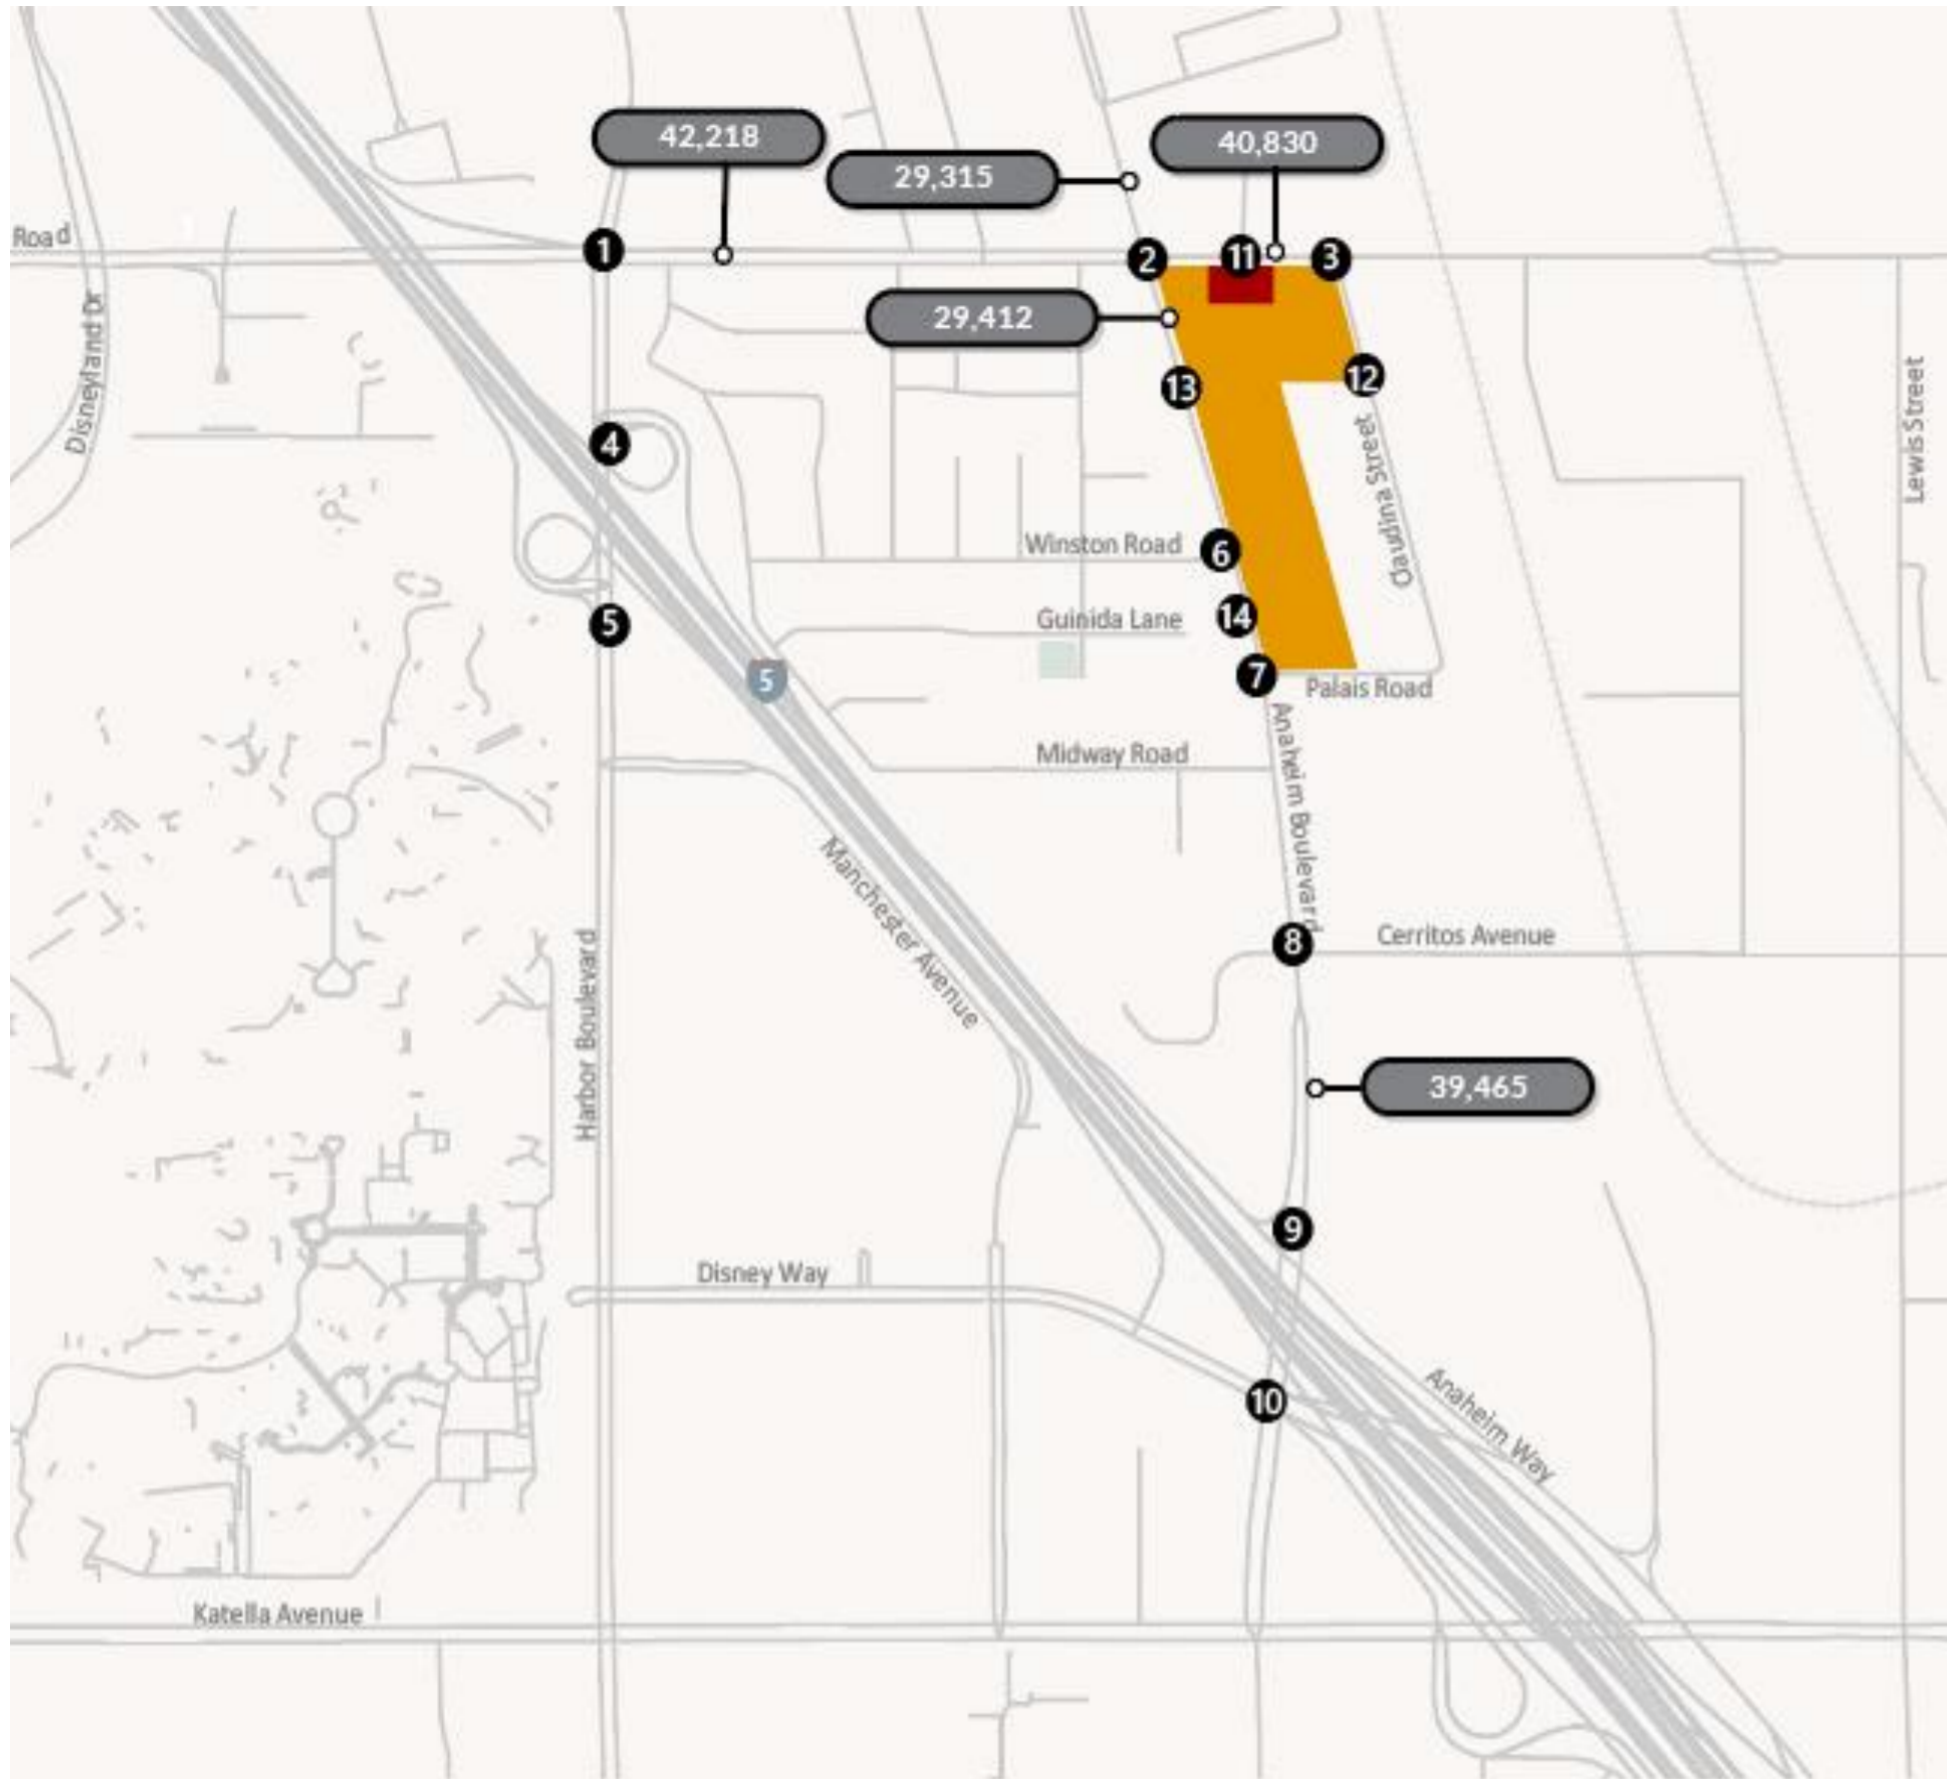 42,218
40,830
29,315
Road
1
2
11
3
Disneyland Dr
29,412
13
12
4
Claudina Street
Lewis Street
Winston Road
6
5
Guinida Lane
14
5
7
Palais Road
Anaheim Boulevard
Midway Road
Manchester Avenue
8
Cerritos Avenue
Harbor Boulevard
39,465
9
Disney Way
10
Anaheim Way
Katella Avenue